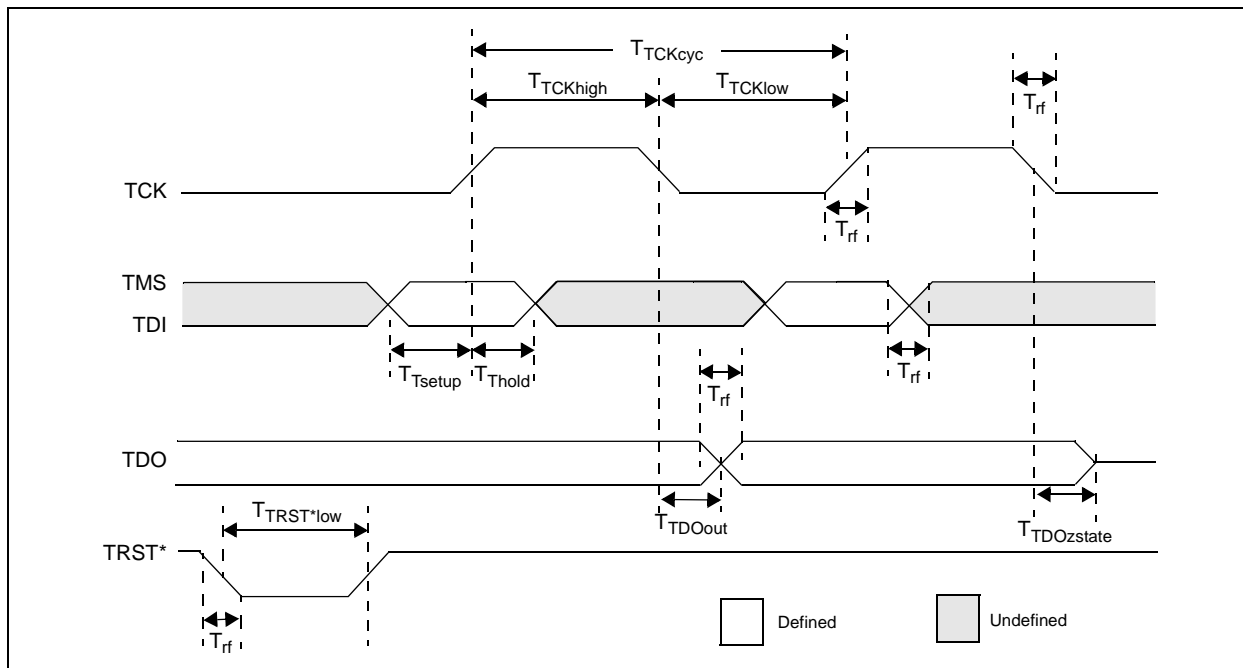 TTCKcyc
TTCKhigh
TTCKlow
Trf
TCK
Trf
TMS
TDI
TTsetup
TThold
Trf
Trf
TDO
TTRST*low
TTDOout
TTDOzstate
TRST*
Trf
Defined
Undefined